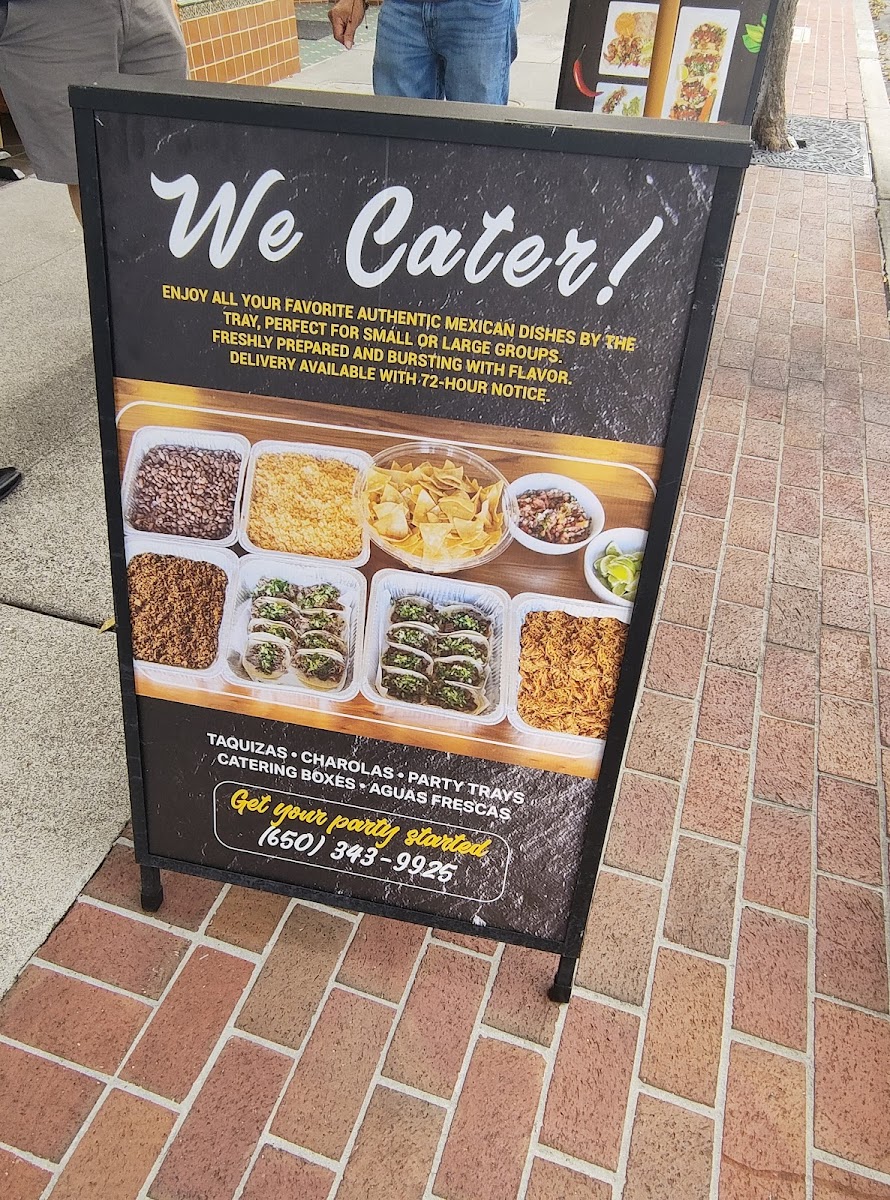 We Cater!
ENJOY ALL YOUR FAVORITE AUTHENTIC MEXICAN DISHES BY THE
TRAY, PERFECT FOR SMALL OR LARGE GROUPS.
FRESHLY PREPARED AND BURSTING WITH FLAVOR.
DELIVERY AVAILABLE WITH 72-HOUR NOTICE.
TAQUIZAS • CHAROLAS • PARTY TRAYS
CATERING BOXES • AGUAS FRESCAS
Get your party started
(650) 343-9925